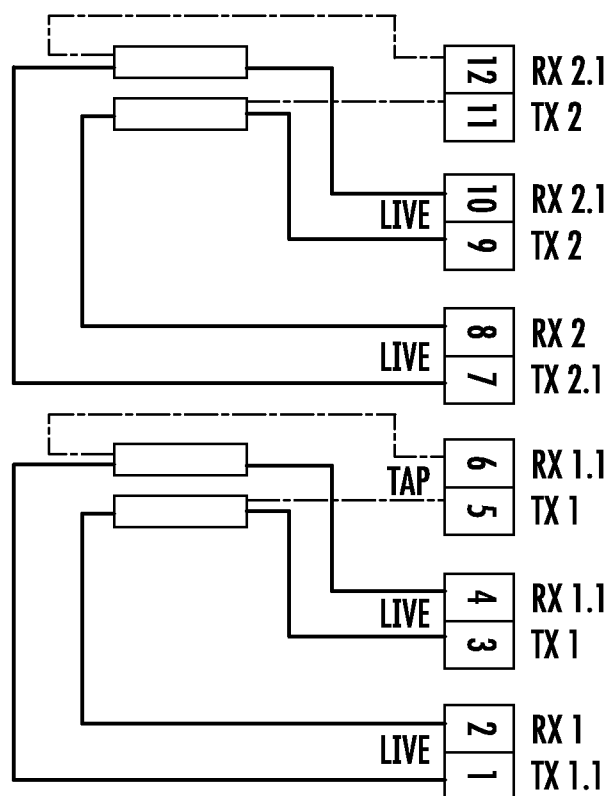 12 RX 2.1
11 TX 2
10 RX 2.1
LIVE
9 TX 2
8 RX 2
LIVE
7 TX 2.1
6 RX 1.1
TAP
5 TX 1
4 RX 1.1
LIVE
3 TX 1
2 RX 1
LIVE
1 TX 1.1